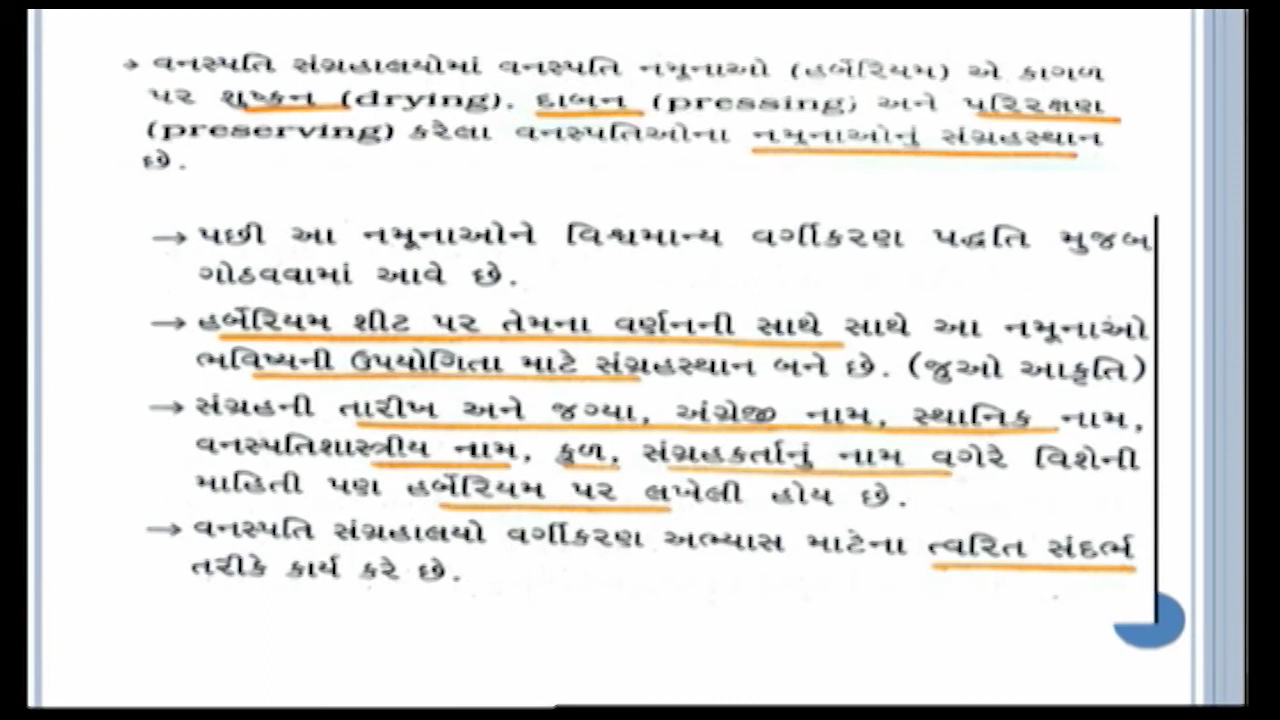 → વનસ્પતિ સંગ્રહાલયોમાં વનસ્પતિ નમૂનાઓ (હર્બેરિયમ) એ કાગળ
પર શુષ્કન (drying), દાબન (pressing) અને પરિરક્ષણ
(preserving) કરેલા વનસ્પતિઓના નમૂનાઓનું સંગ્રહસ્થાન
છે.
→ પછી આ નમૂનાઓને વિશ્વમાન્ય વર્ગીકરણ પદ્ધતિ મુજબ
ગોઠવવામાં આવે છે.
→ હર્બેરિયમ શીટ પર તેમના વર્ણનની સાથે સાથે આ નમૂનાઓ
ભવિષ્યની ઉપયોગિતા માટે સંગ્રહસ્થાન બને છે. (જુઓ આકૃતિ)
→ સંગ્રહની તારીખ અને જગ્યા, અંગ્રેજી નામ, સ્થાનિક નામ,
વનસ્પતિશાસ્ત્રીય નામ, કૂળ, સંગ્રહકર્તાનું નામ વગેરે વિશેની
માહિતી પણ હર્બેરિયમ પર લખેલી હોય છે.
→ વનસ્પતિ સંગ્રહાલયો વર્ગીકરણ અભ્યાસ માટેના ત્વરિત સંદર્ભ
તરીકે કાર્ય કરે છે.